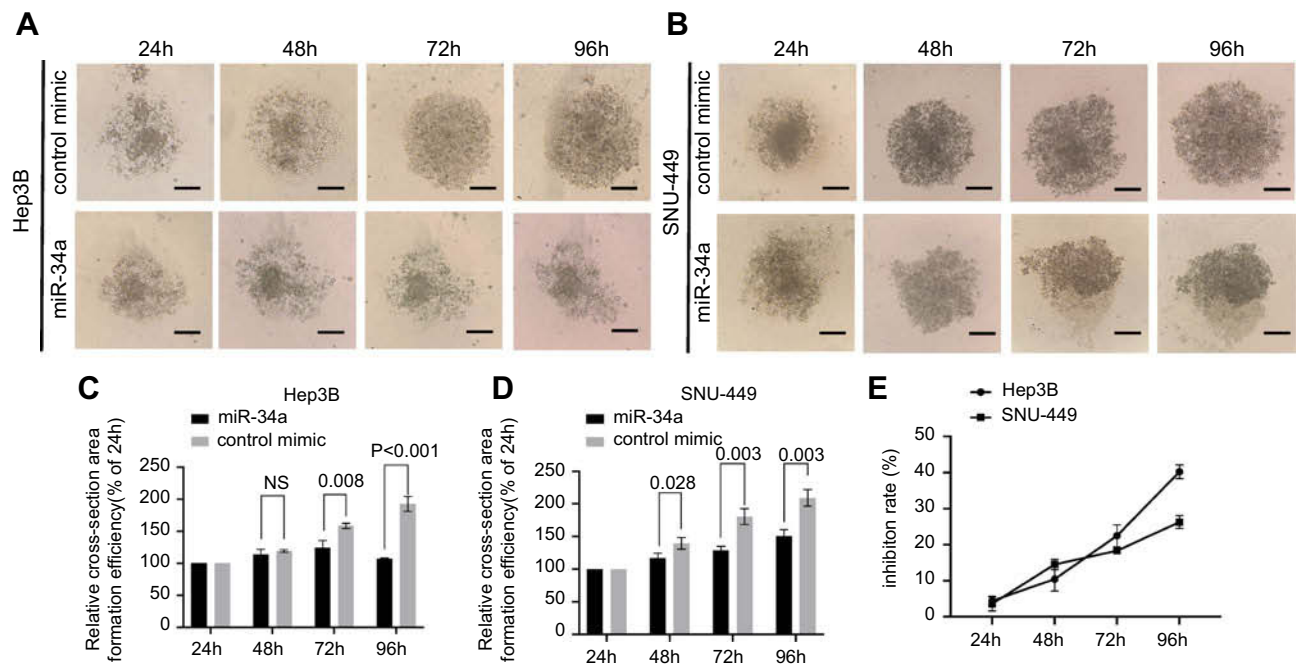 A
24h 48h 72h 96h
Hep3B
control mimic
miR-34a
B
24h 48h 72h 96h
SNU-449
control mimic
miR-34a
C
Hep3B
miR-34a
control mimic
Relative cross-section area
formation efficiency(% of 24h)
250
200
150
100
50
0
NS
0.008
P<0.001
24h 48h 72h 96h
D
SNU-449
miR-34a
control mimic
Relative cross-section area
formation efficiency(% of 24h)
250
200
150
100
50
0
0.028
0.003
0.003
24h 48h 72h 96h
E
Hep3B
SNU-449
inhibiton rate (%)
50
40
30
20
10
0
24h 48h 72h 96h